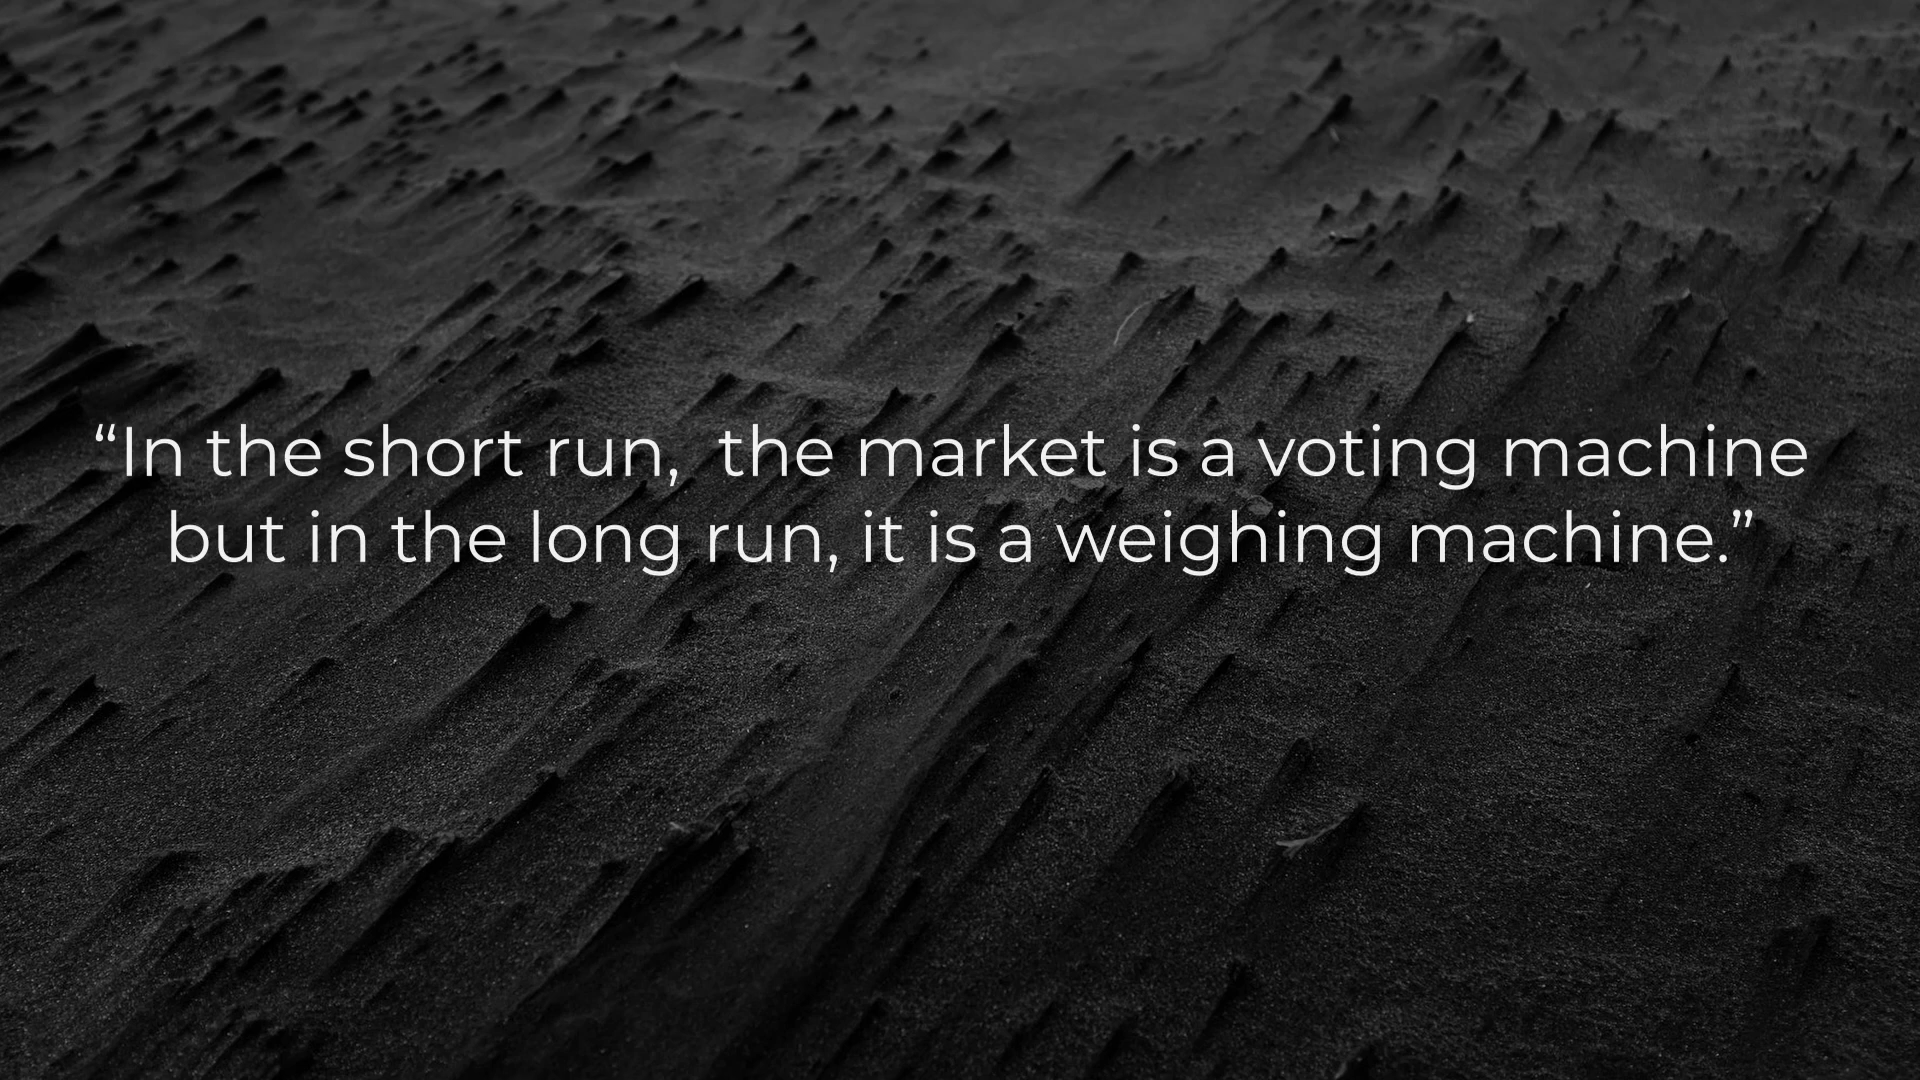 “In the short run,  the market is a voting machine
but in the long run, it is a weighing machine.”